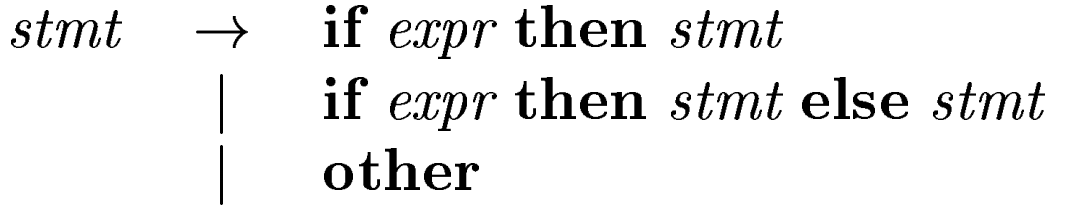 stmt → if expr then stmt
| if expr then stmt else stmt
| other